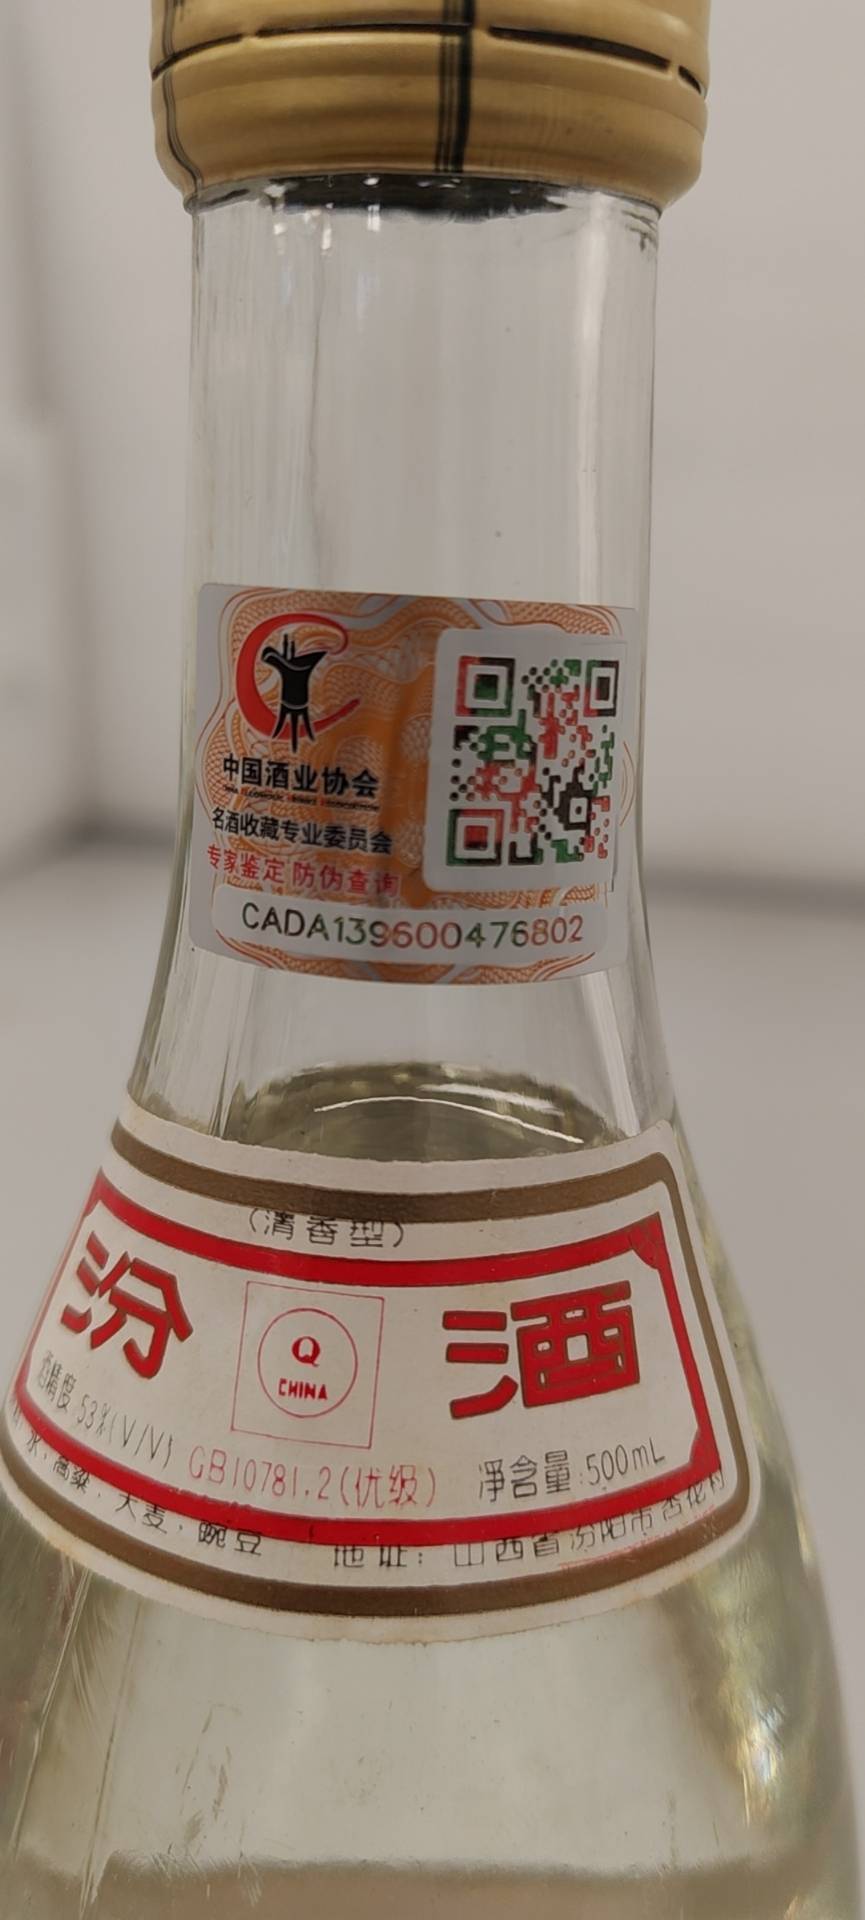 中国酒业协会
名酒收藏专业委员会
专家鉴定 防伪查询
CADA139600476802
（清香型）
汾酒
Q
CHINA
酒精度 53%(V/V)
GB10781.2(优级)
净含量:500mL
水、高粱、大麦、豌豆
地址：山西省汾阳市杏花村